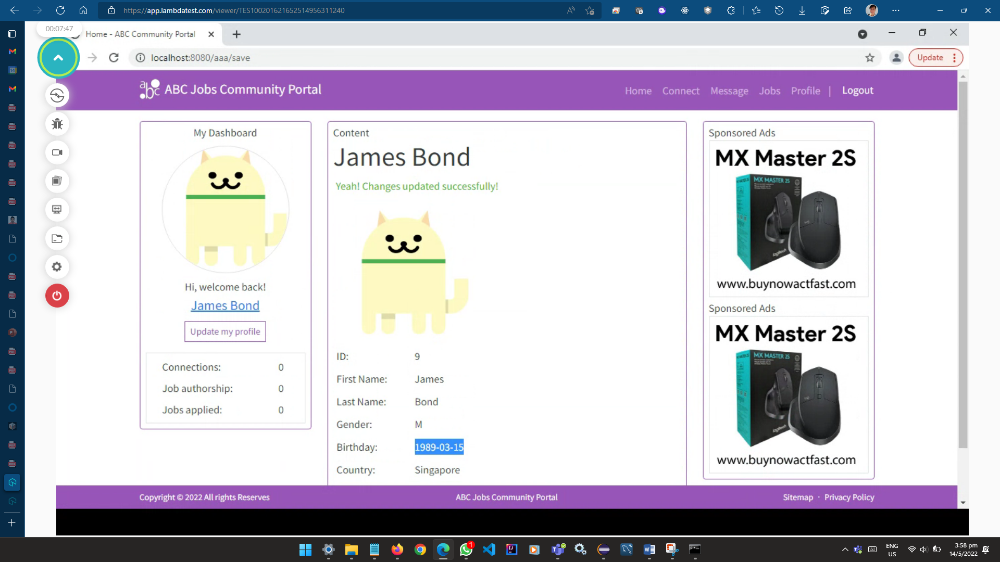 https://app.lambdatest.com/viewer/TES100201621652514956311240
00:07:47
Home - ABC Community Portal
localhost:8080/aaa/save
Update
abc ABC Jobs Community Portal
Home Connect Message Jobs Profile | Logout
My Dashboard
Hi, welcome back!
James Bond
Update my profile
Connections: 0
Job authorship: 0
Jobs applied: 0
Content
James Bond
Yeah! Changes updated successfully!
ID: 9
First Name: James
Last Name: Bond
Gender: M
Birthday: 1989-03-15
Country: Singapore
Sponsored Ads
MX Master 2S
MX MASTER 2S
logitech
www.buynowactfast.com
Sponsored Ads
MX Master 2S
MX MASTER 2S
logitech
www.buynowactfast.com
Copyright © 2022 All rights Reserves
ABC Jobs Community Portal
Sitemap · Privacy Policy
1
ENG
US
3:58 pm
14/5/2022